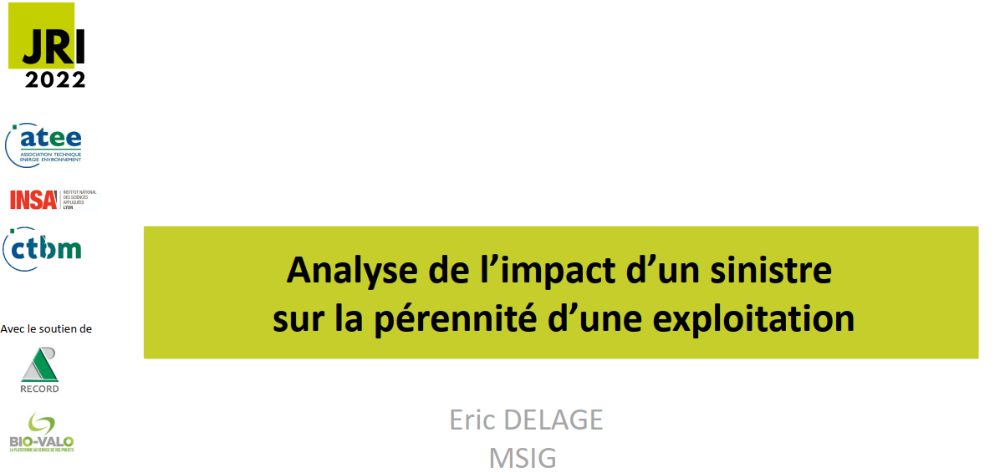 JRI
2022
atee
ASSOCIATION TECHNIQUE
ENERGIE ENVIRONNEMENT
INSA
INSTITUT NATIONAL
DES SCIENCES
APPLIQUÉES
LYON
ctbm
Analyse de l’impact d’un sinistre
sur la pérennité d’une exploitation
Avec le soutien de
RECORD
BIO-VALO
LA PLATEFORME AU SERVICE DE VOS PROJETS
Eric DELAGE
MSIG